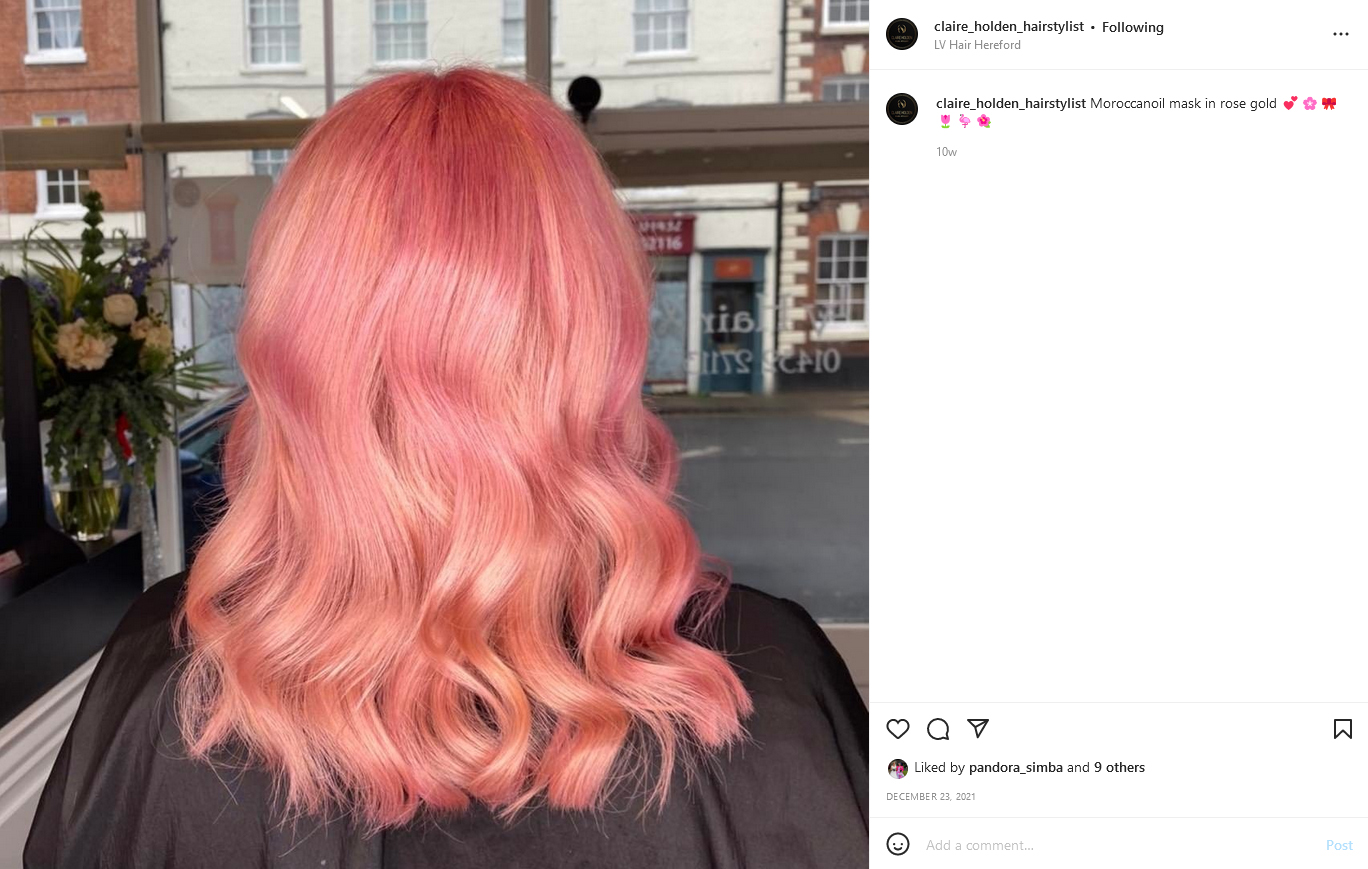 claire_holden_hairstylist • Following
LV Hair Hereford
claire_holden_hairstylist Moroccanoil mask in rose gold 💕 🌸 🎀
🌷 🦩 🌺
10w
Liked by pandora_simba and 9 others
DECEMBER 23, 2021
Add a comment...
Post